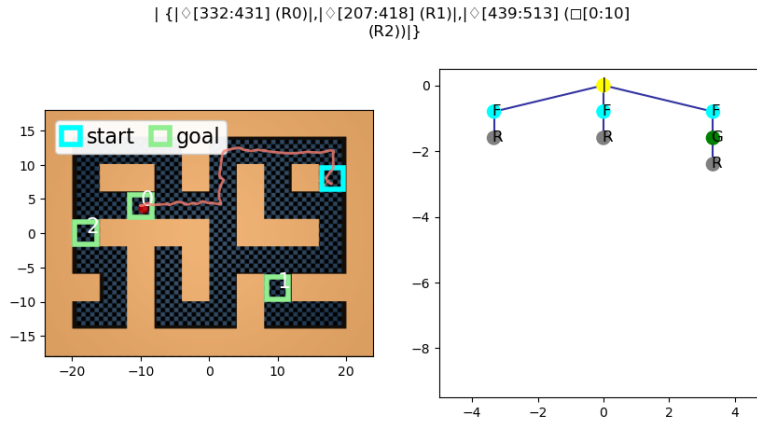 | {|♢[332:431] (R0)|,|♢[207:418] (R1)|,|♢[439:513] (□[0:10]
(R2))|}
start goal
15
10
5
0
−5
−10
−15
−20 −10 0 10 20
0
2
1
0
−2
−4
−6
−8
−4 −2 0 2 4
|
F F F
R R G
R